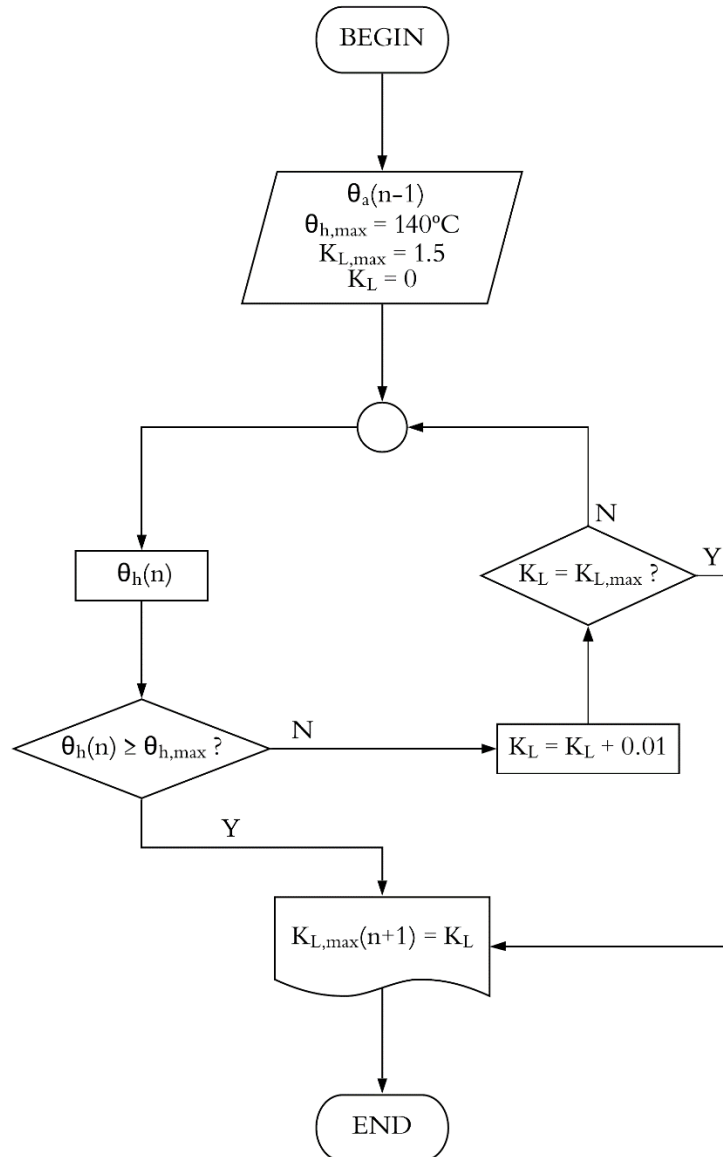 BEGIN
θₐ(n-1)
θh,max = 140ºC
KL,max = 1.5
KL = 0
N
KL = KL,max ?
Y
θh(n)
θh(n) ≥ θh,max ?
N
KL = KL + 0.01
Y
KL,max(n+1) = KL
END